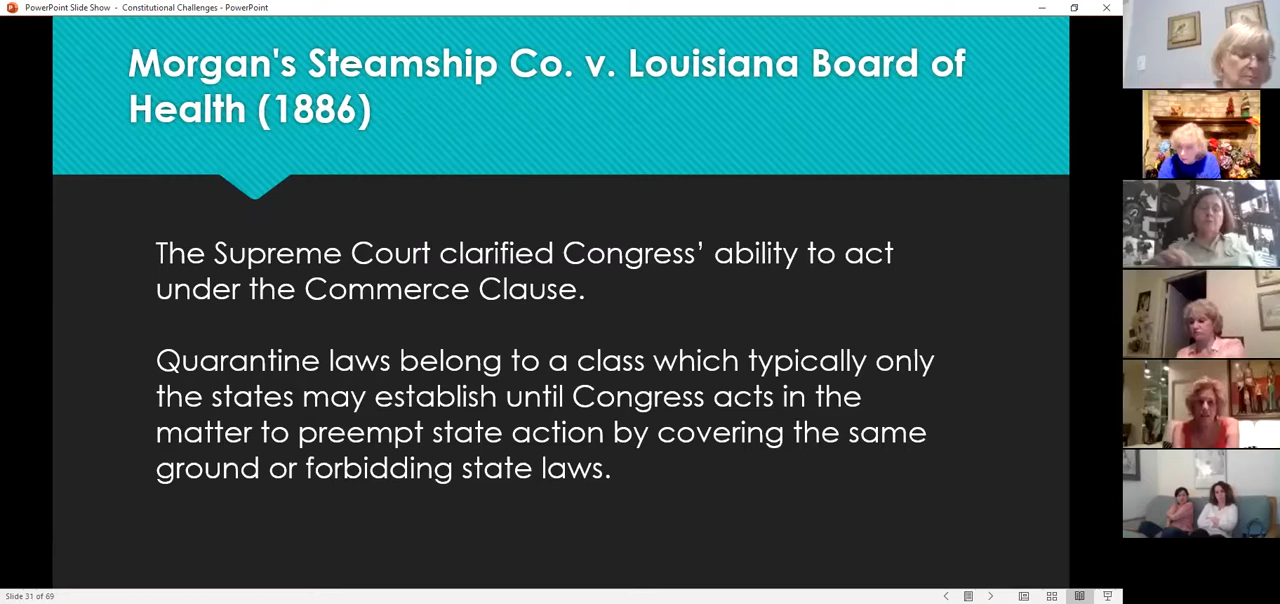 PowerPoint Slide Show - Constitutional Challenges - PowerPoint
Morgan's Steamship Co. v. Louisiana Board of
Health (1886)
The Supreme Court clarified Congress’ ability to act
under the Commerce Clause.
Quarantine laws belong to a class which typically only
the states may establish until Congress acts in the
matter to preempt state action by covering the same
ground or forbidding state laws.
Slide 31 of 69